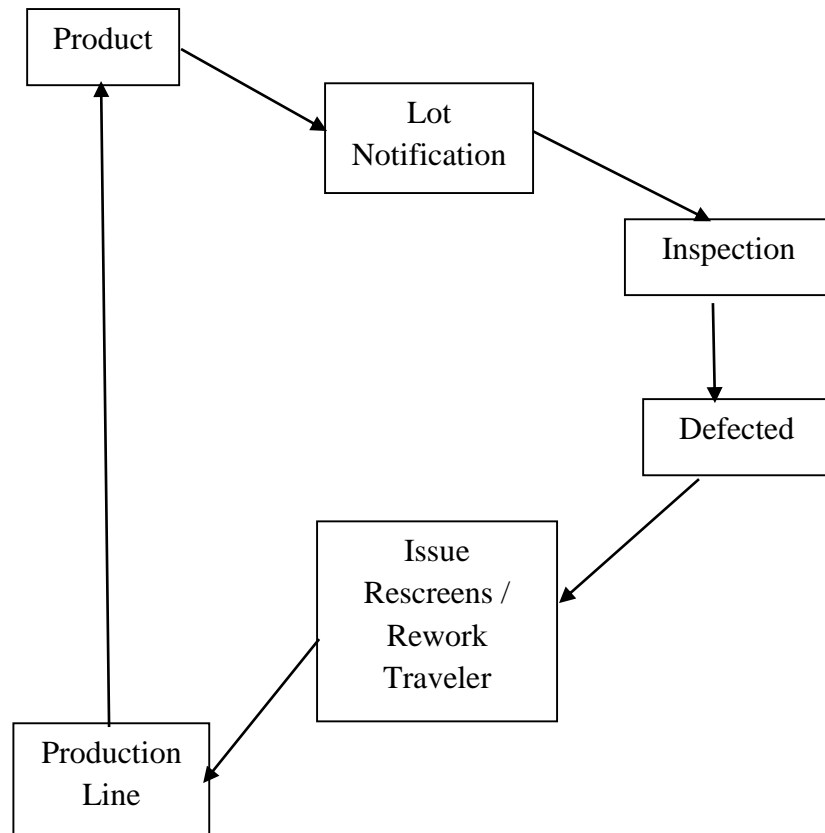 Product
Lot
Notification
Inspection
Defected
Issue
Rescreens /
Rework
Traveler
Production
Line